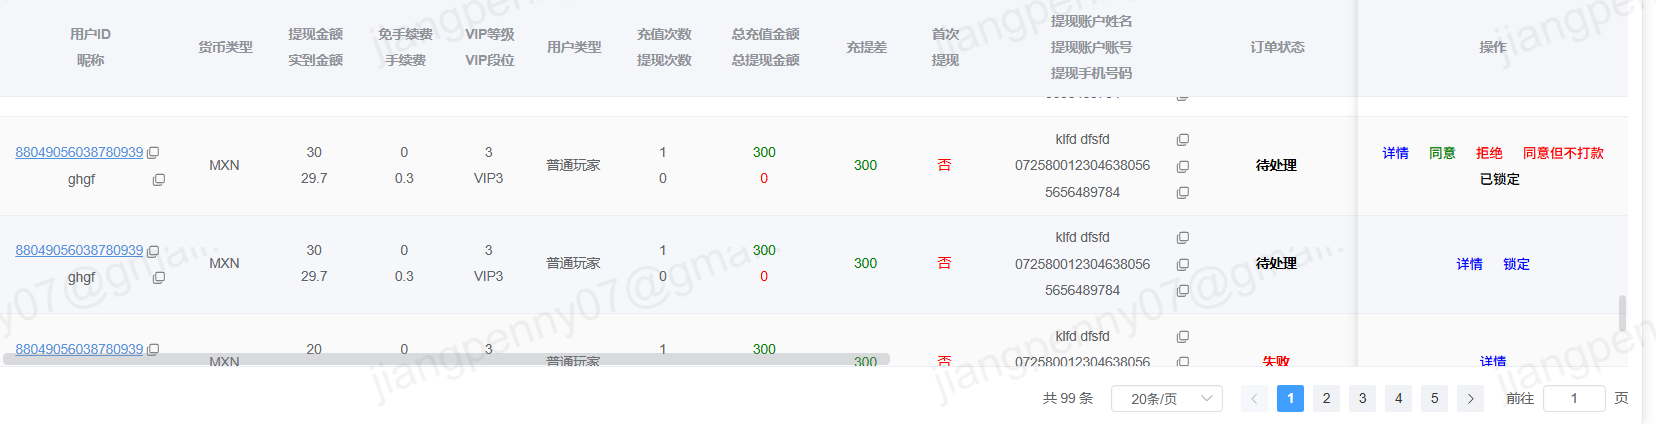 用户ID
昵称
货币类型
提现金额
实到金额
免手续费
手续费
VIP等级
VIP段位
用户类型
充值次数
提现次数
总充值金额
总提现金额
充提差
首次
提现
提现账户姓名
提现账户账号
提现手机号码
订单状态
操作
88049056038780939
ghgf
MXN
30
29.7
0
0.3
3
VIP3
普通玩家
1
0
300
0
300
否
klfd dfsfd
072580012304638056
5656489784
待处理
详情 同意 拒绝 同意但不打款
已锁定
88049056038780939
ghgf
MXN
30
29.7
0
0.3
3
VIP3
普通玩家
1
0
300
0
300
否
klfd dfsfd
072580012304638056
5656489784
待处理
详情 锁定
88049056038780939
MXN
20
0
3
普通玩家
1
300
300
否
klfd dfsfd
072580012304638056
失败
详情
共 99 条 20条/页 1 2 3 4 5 前往 1 页